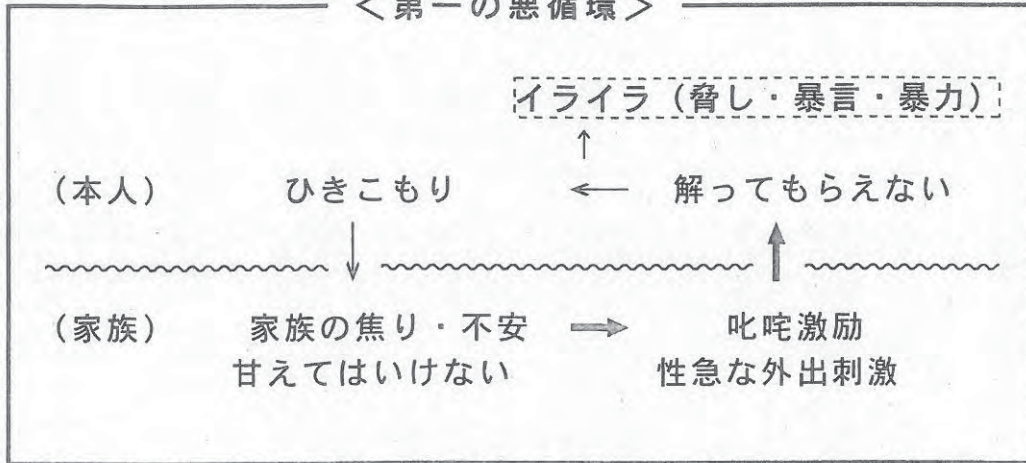 ＜第一の悪循環＞
イライラ（脅し・暴言・暴力）
↑
（本人） ひきこもり ← 解ってもらえない
↓ ↑
（家族） 家族の焦り・不安 ⇒ 叱咤激励
甘えてはいけない 性急な外出刺激